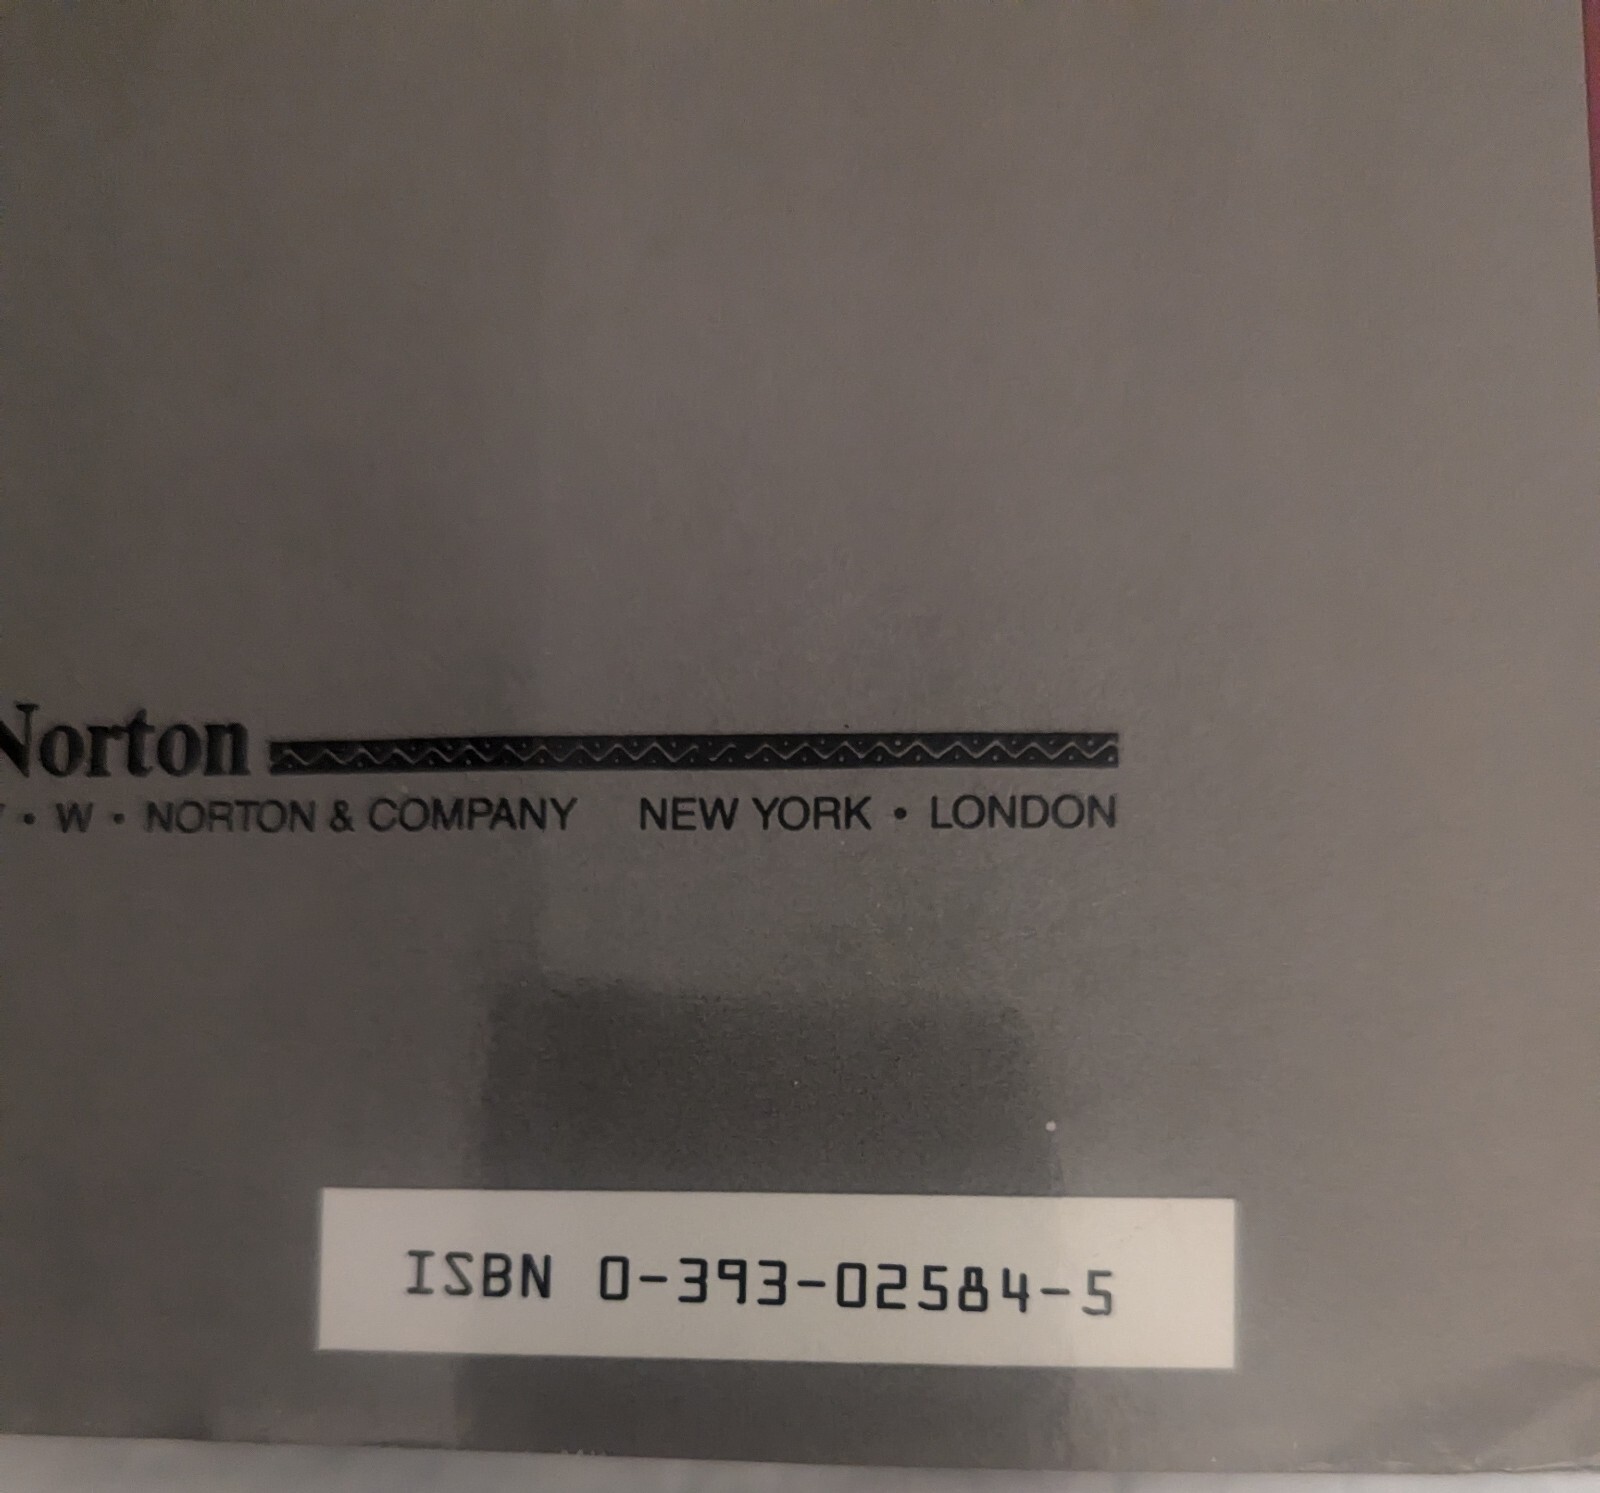 Norton
· W · NORTON & COMPANY NEW YORK · LONDON
ISBN 0-393-02584-5